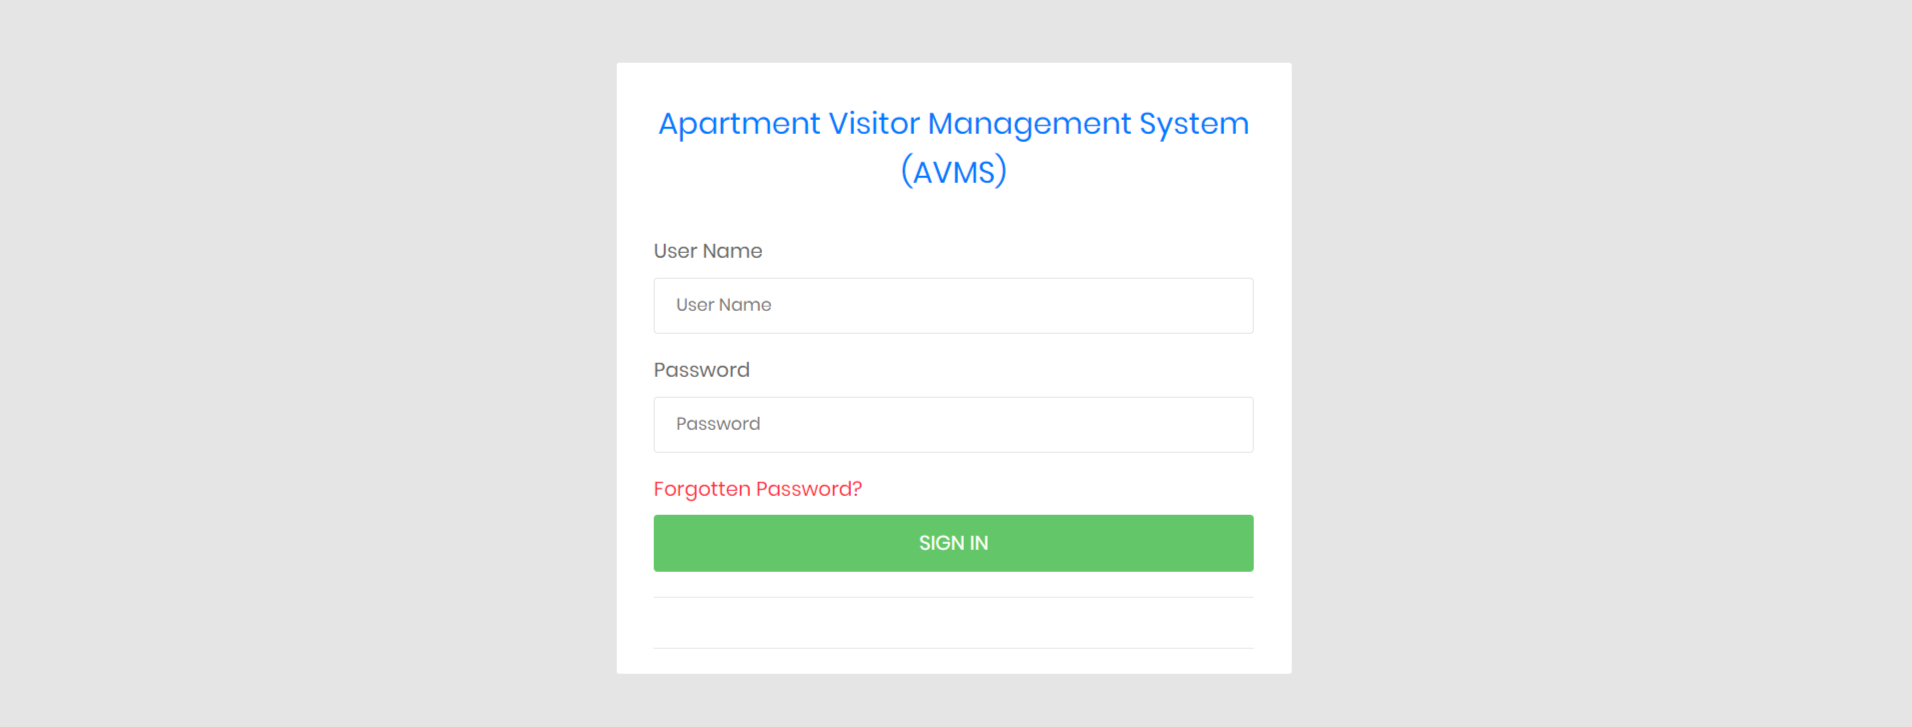 Apartment Visitor Management System
(AVMS)
User Name
User Name
Password
Password
Forgotten Password?
SIGN IN